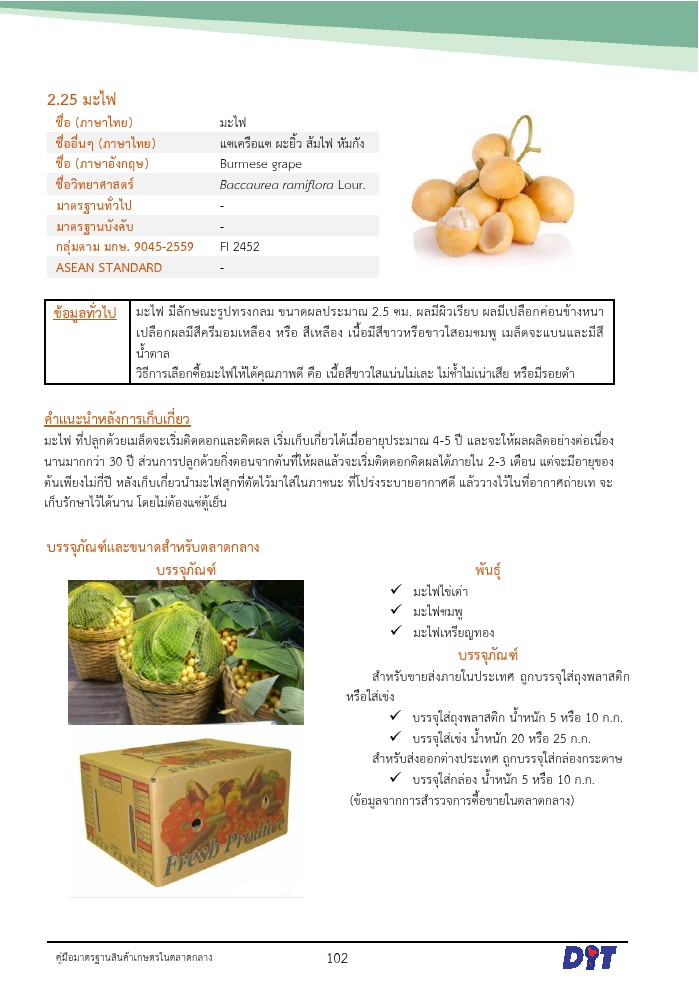 2.25 มะไฟ
ชื่อ (ภาษาไทย) มะไฟ
ชื่ออื่นๆ (ภาษาไทย) แซเครือแซ ผะยิ้ว ส้มไฟ หัมกัง
ชื่อ (ภาษาอังกฤษ) Burmese grape
ชื่อวิทยาศาสตร์ Baccaurea ramiflora Lour.
มาตรฐานทั่วไป -
มาตรฐานบังคับ -
กลุ่มตาม มกษ. 9045-2559 FI 2452
ASEAN STANDARD -
ข้อมูลทั่วไป มะไฟ มีลักษณะรูปทรงกลม ขนาดผลประมาณ 2.5 ซม. ผลมีผิวเรียบ ผลมีเปลือกค่อนข้างหนา
เปลือกผลมีสีครีมอมเหลือง หรือ สีเหลือง เนื้อมีสีขาวหรือขาวใสอมชมพู เมล็ดจะแบนและมีสี
น้ำตาล
วิธีการเลือกซื้อมะไฟให้ได้คุณภาพดี คือ เนื้อสีขาวใสแน่นไม่เละ ไม่ช้ำไม่เน่าเสีย หรือมีรอยดำ
คำแนะนำหลังการเก็บเกี่ยว
มะไฟ ที่ปลูกด้วยเมล็ดจะเริ่มติดดอกและติดผล เริ่มเก็บเกี่ยวได้เมื่ออายุประมาณ 4-5 ปี และจะให้ผลผลิตอย่างต่อเนื่อง
นานมากกว่า 30 ปี ส่วนการปลูกด้วยกิ่งตอนจากต้นที่ให้ผลแล้วจะเริ่มติดดอกติดผลได้ภายใน 2-3 เดือน แต่จะมีอายุของ
ต้นเพียงไม่กี่ปี หลังเก็บเกี่ยวนำมะไฟสุกที่ตัดไว้มาใส่ในภาชนะ ที่โปร่งระบายอากาศดี แล้ววางไว้ในที่อากาศถ่ายเท จะ
เก็บรักษาไว้ได้นาน โดยไม่ต้องแช่ตู้เย็น
บรรจุภัณฑ์และขนาดสำหรับตลาดกลาง
บรรจุภัณฑ์
Fresh Produce
พันธุ์
✓ มะไฟไข่เต่า
✓ มะไฟชมพู
✓ มะไฟเหรียญทอง
บรรจุภัณฑ์
สำหรับขายส่งภายในประเทศ ถูกบรรจุใส่ถุงพลาสติก
หรือใส่เข่ง
✓ บรรจุใส่ถุงพลาสติก น้ำหนัก 5 หรือ 10 ก.ก.
✓ บรรจุใส่เข่ง น้ำหนัก 20 หรือ 25 ก.ก.
สำหรับส่งออกต่างประเทศ ถูกบรรจุใส่กล่องกระดาษ
✓ บรรจุใส่กล่อง น้ำหนัก 5 หรือ 10 ก.ก.
(ข้อมูลจากการสำรวจการซื้อขายในตลาดกลาง)
คู่มือมาตรฐานสินค้าเกษตรในตลาดกลาง
102
DIT